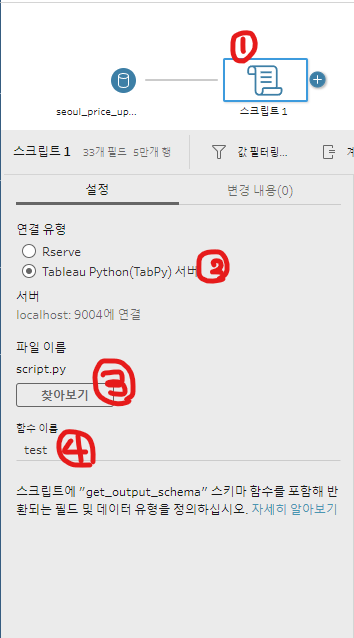 ①
seoul_price_up...
스크립트 1
스크립트 1 33개 필드 5만개 행 값 필터링...
설정 변경 내용(0)
연결 유형
Rserve
Tableau Python(TabPy) 서버 ②
서버
localhost: 9004에 연결
파일 이름
script.py
찾아보기 ③
함수 이름
test ④
스크립트에 "get_output_schema" 스키마 함수를 포함해 반
환되는 필드 및 데이터 유형을 정의하십시오. 자세히 알아보기